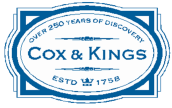 OVER 250 YEARS OF DISCOVERY
COX & KINGS
ESTD 1758